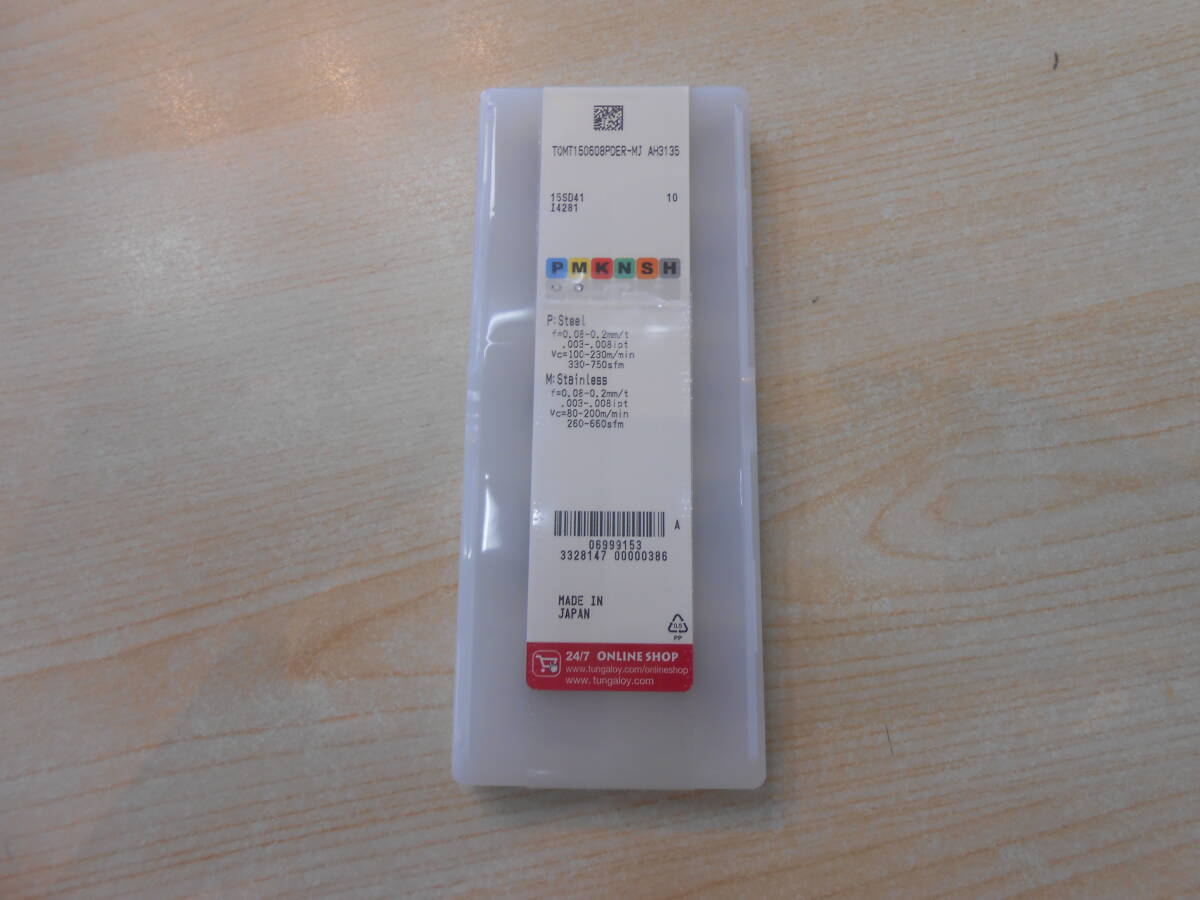 TOMT150608PDER-MJ AH3135
15SD41 10
I4281
P M K N S H
P:Steel
f=0.08-0.2mm/t
.003-.008ipt
Vc=100-230m/min
330-750sfm
M:Stainless
f=0.08-0.2mm/t
.003-.008ipt
Vc=80-200m/min
260-660sfm
A
06999153
3328147 00000386
MADE IN
JAPAN
0.5
PP
24/7 ONLINE SHOP
www.tungaloy.com/onlineshop
www.tungaloy.com